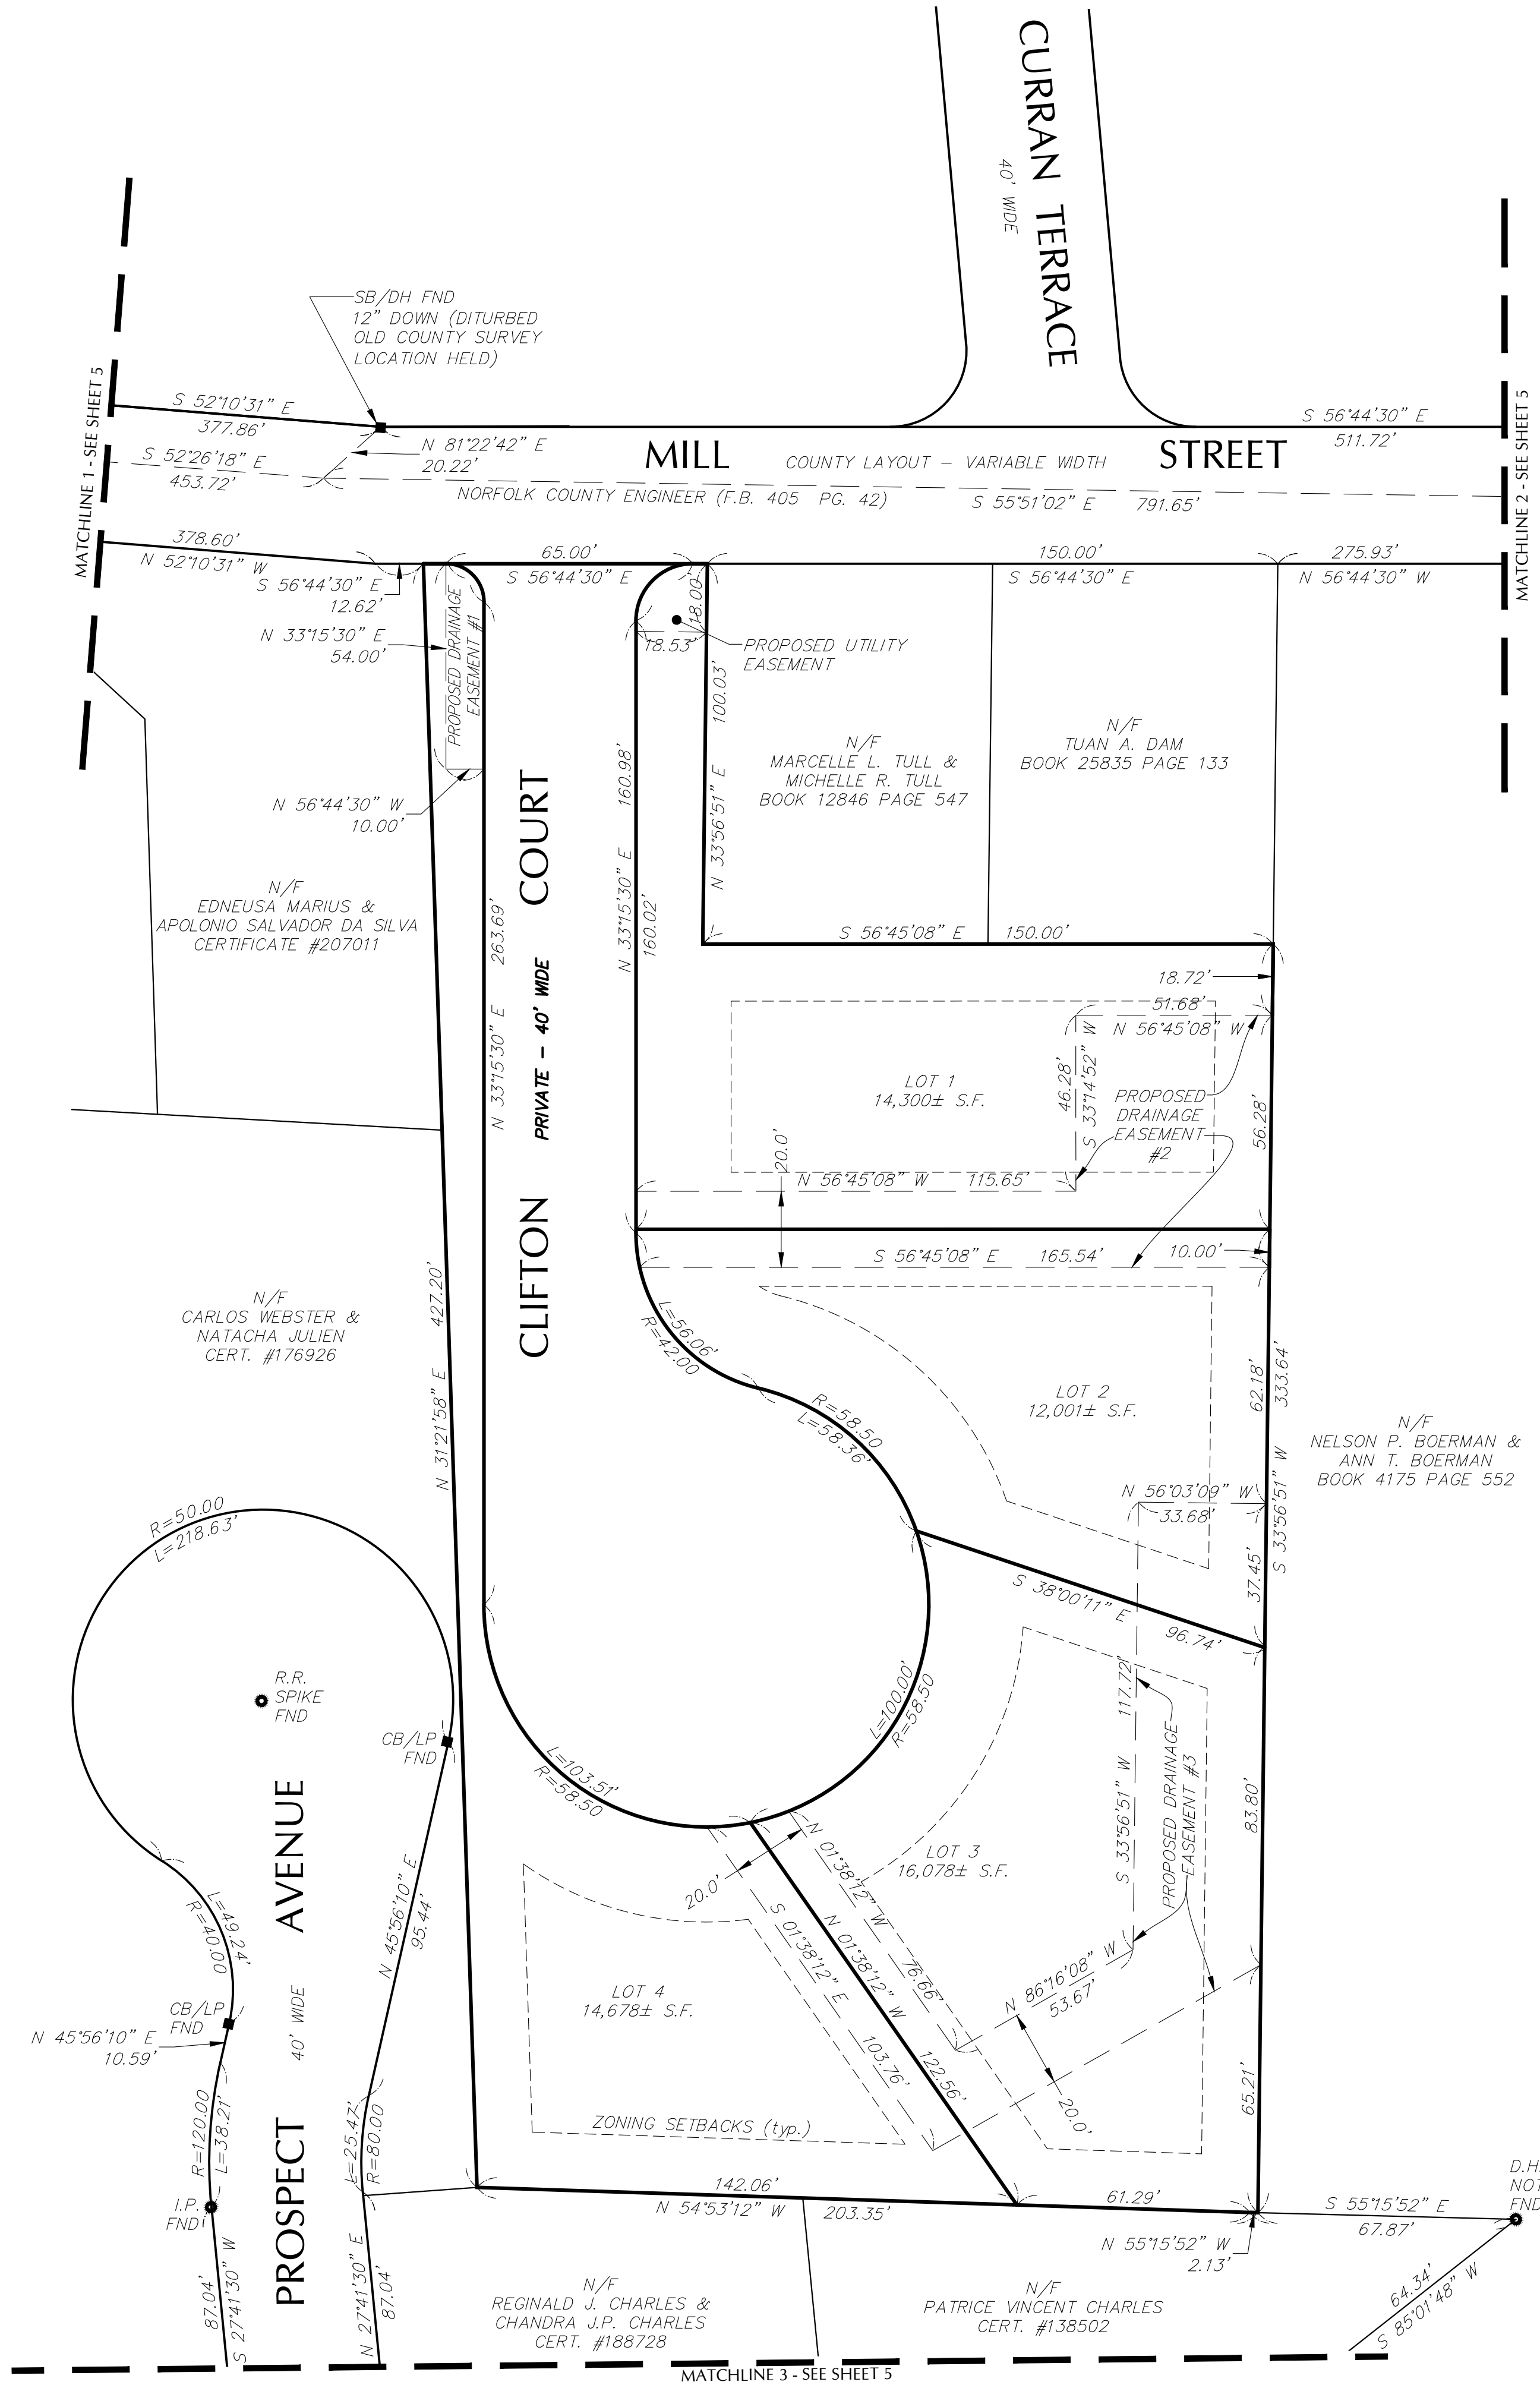 CURRAN TERRACE
40' WIDE
SB/DH FND
12" DOWN (DITURBED
OLD COUNTY SURVEY
LOCATION HELD)
MATCHLINE 1 - SEE SHEET 5
MATCHLINE 2 - SEE SHEET 5
S 52°10'31" E
377.86'
S 52°26'18" E
453.72'
N 81°22'42" E
20.22'
MILL STREET
COUNTY LAYOUT - VARIABLE WIDTH
NORFOLK COUNTY ENGINEER (F.B. 405 PG. 42)
S 55°51'02" E 791.65'
S 56°44'30" E
511.72'
378.60'
N 52°10'31" W
S 56°44'30" E
12.62'
65.00'
S 56°44'30" E
150.00'
S 56°44'30" E
275.93'
N 56°44'30" W
N 33°15'30" E
54.00'
PROPOSED DRAINAGE
EASEMENT #1
18.00'
18.53'
PROPOSED UTILITY
EASEMENT
N 56°44'30" W
10.00'
N/F
EDNEUSA MARIUS &
APOLONIO SALVADOR DA SILVA
CERTIFICATE #207011
N 33°15'30" E 263.69'
CLIFTON COURT
PRIVATE - 40' WIDE
N 33°15'30" E 160.98'
160.02'
N 33°56'51" E 100.03'
N/F
MARCELLE L. TULL &
MICHELLE R. TULL
BOOK 12846 PAGE 547
N/F
TUAN A. DAM
BOOK 25835 PAGE 133
S 56°45'08" E 150.00'
18.72'
51.68'
N 56°45'08" W
46.28'
S 33°14'52" W
LOT 1
14,300± S.F.
PROPOSED
DRAINAGE
EASEMENT
#2
56.28'
20.0'
N 56°45'08" W 115.65'
S 56°45'08" E 165.54'
10.00'
N/F
CARLOS WEBSTER &
NATACHA JULIEN
CERT. #176926
N 31°21'58" E 427.20'
L=56.06'
R=42.00
R=58.50
L=58.36'
LOT 2
12,001± S.F.
62.18'
S 33°56'51" W 333.64'
N/F
NELSON P. BOERMAN &
ANN T. BOERMAN
BOOK 4175 PAGE 552
N 56°03'09" W
33.68'
37.45'
S 38°00'11" E
96.74'
R=50.00
L=218.63'
R.R.
SPIKE
FND
CB/LP
FND
L=100.00'
R=58.50
L=103.51'
R=58.50
S 33°56'51" W 117.72'
PROPOSED DRAINAGE
EASEMENT #3
83.80'
LOT 3
16,078± S.F.
20.0'
N 01°38'12" W
76.66'
N 01°38'12" W
122.56'
S 01°38'12" E
103.76'
N 86°16'08" W
53.67'
20.0'
65.21'
LOT 4
14,678± S.F.
ZONING SETBACKS (typ.)
PROSPECT AVENUE
40' WIDE
L=49.24'
R=40.00
N 45°56'10" E
95.44'
CB/LP
FND
N 45°56'10" E
10.59'
R=120.00
L=38.21'
L=25.47'
R=80.00
I.P.
FND
87.04'
S 27°41'30" W
N 27°41'30" E
87.04'
142.06'
N 54°53'12" W 203.35'
61.29'
N 55°15'52" W
2.13'
S 55°15'52" E
67.87'
D.H.
NOT
FND
64.34'
S 85°01'48" W
N/F
REGINALD J. CHARLES &
CHANDRA J.P. CHARLES
CERT. #188728
N/F
PATRICE VINCENT CHARLES
CERT. #138502
MATCHLINE 3 - SEE SHEET 5